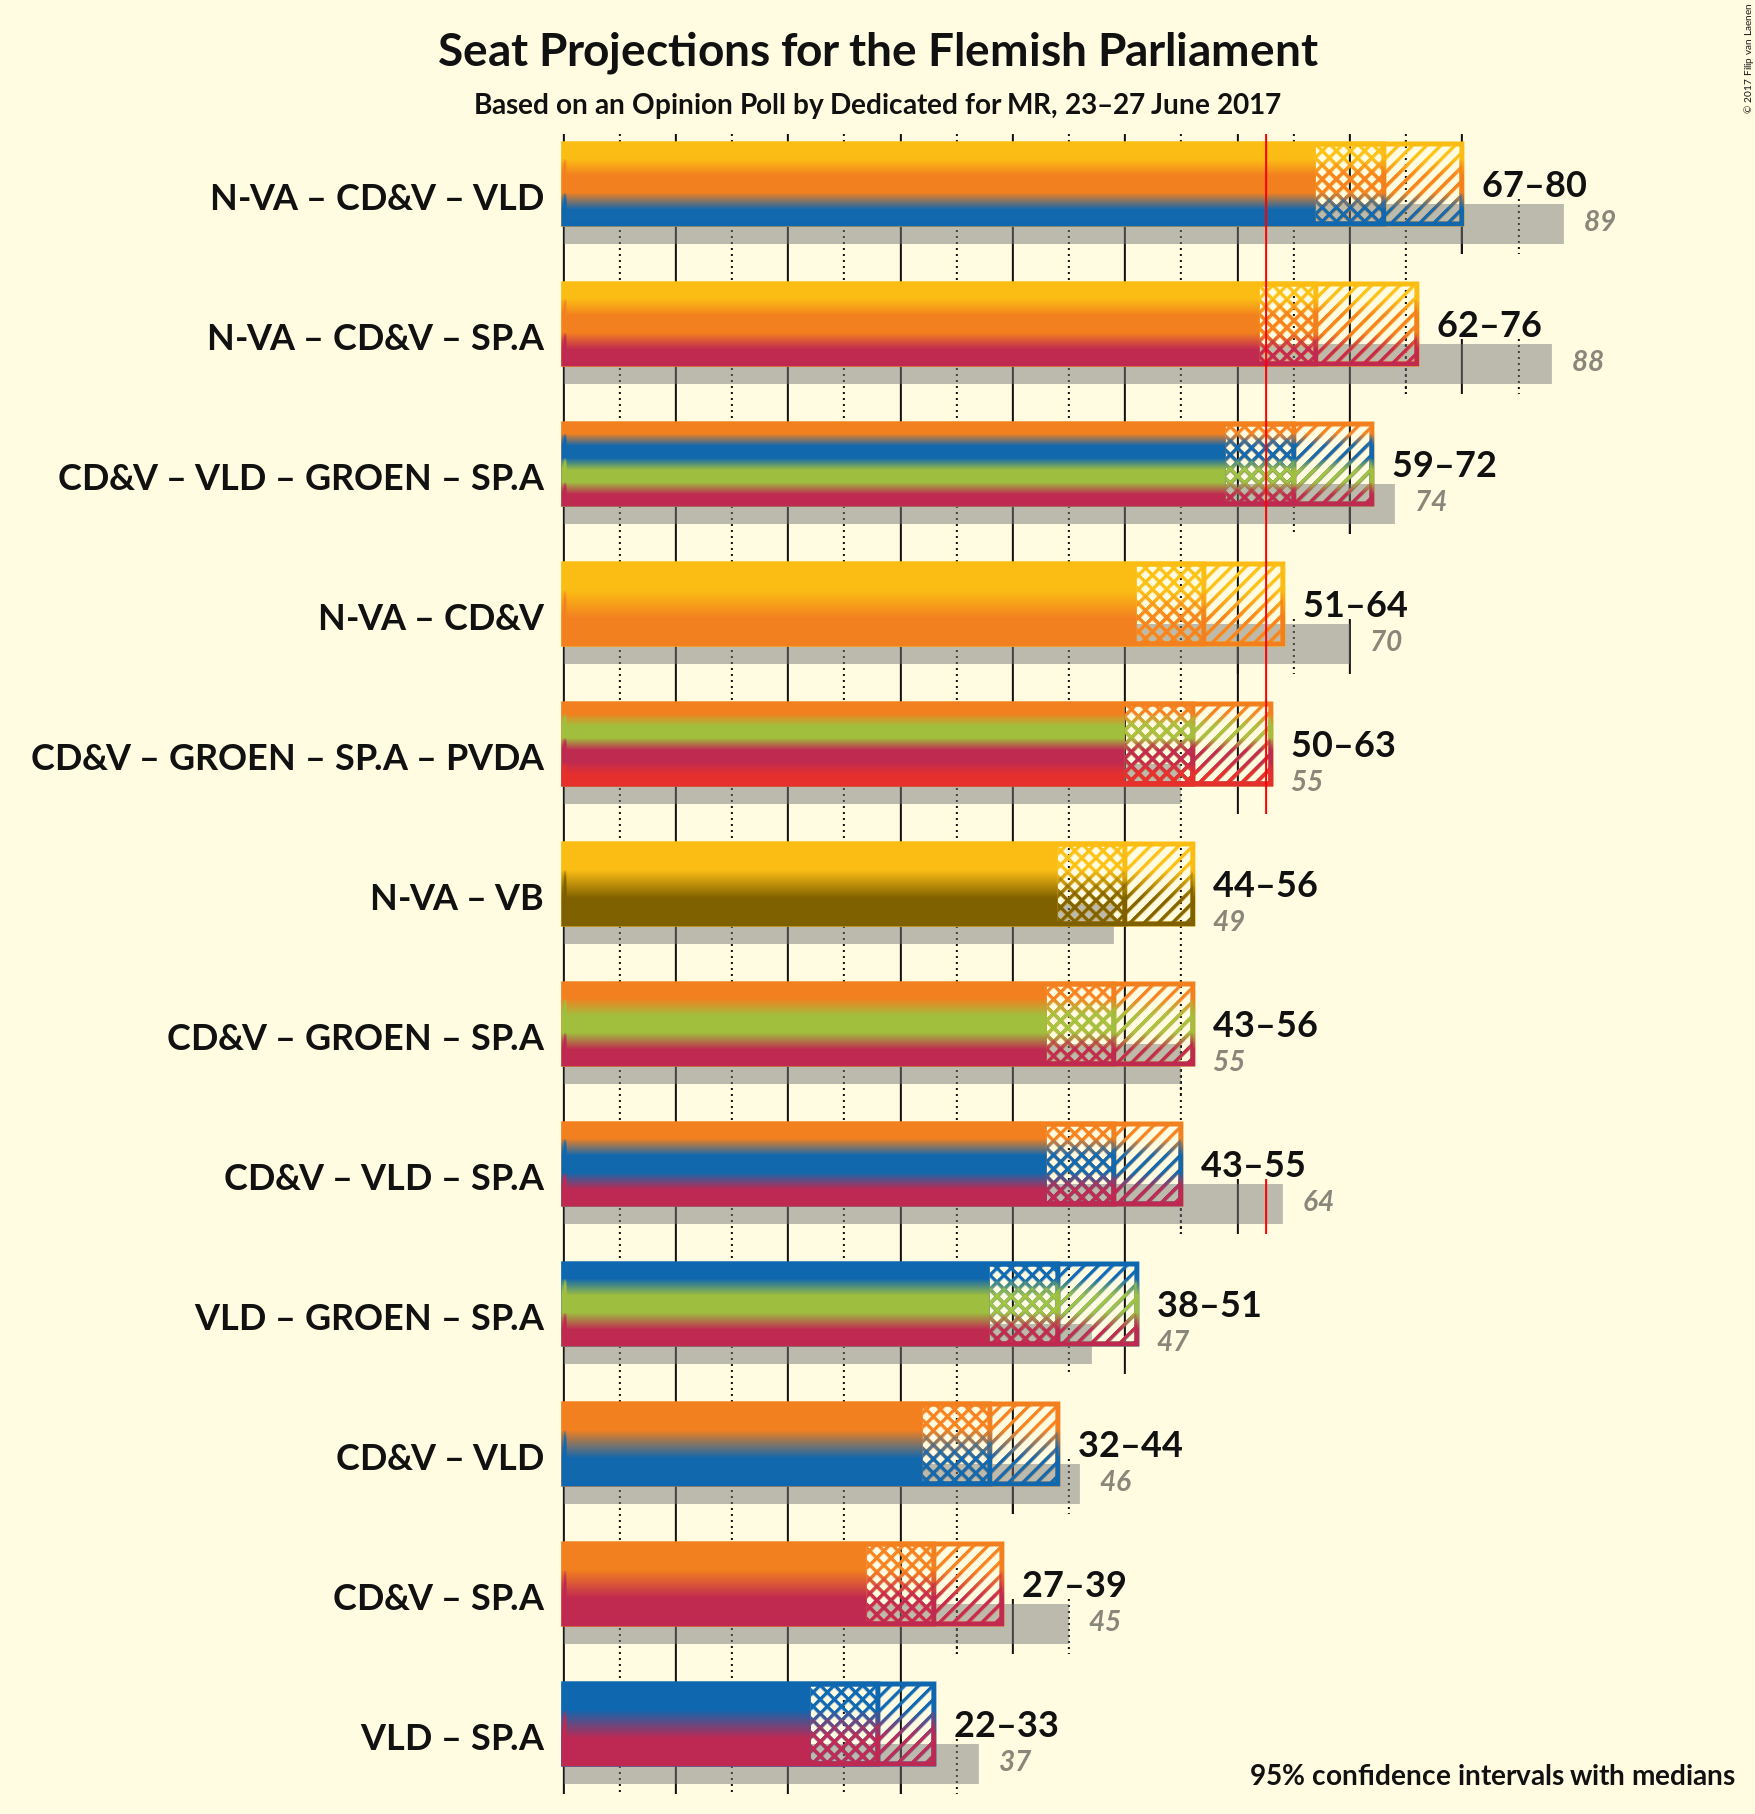 Seat Projections for the Flemish Parliament
Based on an Opinion Poll by Dedicated for MR, 23–27 June 2017
© 2017 Filip van Laenen
N-VA – CD&V – VLD
67–80
89
N-VA – CD&V – SP.A
62–76
88
CD&V – VLD – GROEN – SP.A
59–72
74
N-VA – CD&V
51–64
70
CD&V – GROEN – SP.A – PVDA
50–63
55
N-VA – VB
44–56
49
CD&V – GROEN – SP.A
43–56
55
CD&V – VLD – SP.A
43–55
64
VLD – GROEN – SP.A
38–51
47
CD&V – VLD
32–44
46
CD&V – SP.A
27–39
45
VLD – SP.A
22–33
37
95% confidence intervals with medians